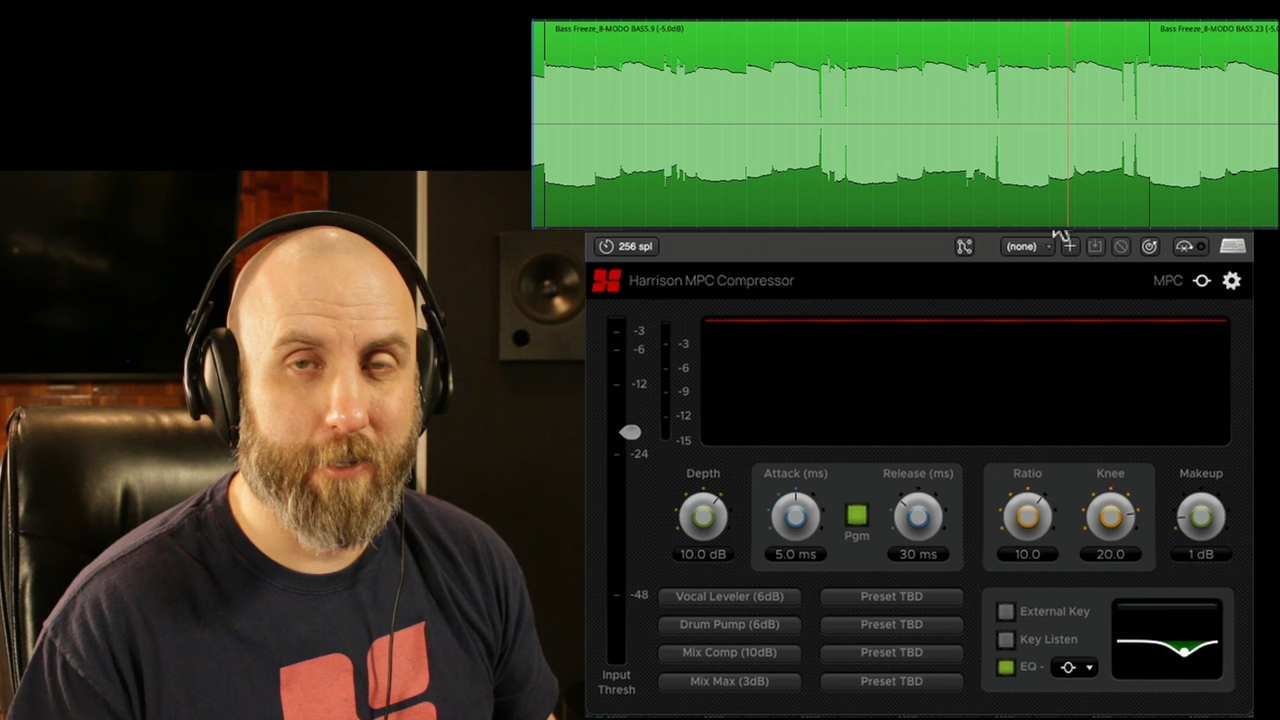 Bass Freeze_8-MODO BASS.9 (-5.0dB)
Bass Freeze_8-MODO BASS.23 (-5.0
256 spl
(none)
Harrison MPC Compressor
MPC
-3
-6
-12
-24
-48
Input
Thresh
-3
-6
-9
-12
-15
Depth
Attack (ms)
Release (ms)
Ratio
Knee
Makeup
Pgm
10.0 dB
5.0 ms
30 ms
10.0
20.0
1 dB
Vocal Leveler (6dB)
Preset TBD
Drum Pump (6dB)
Preset TBD
Mix Comp (10dB)
Preset TBD
Mix Max (3dB)
Preset TBD
External Key
Key Listen
EQ -